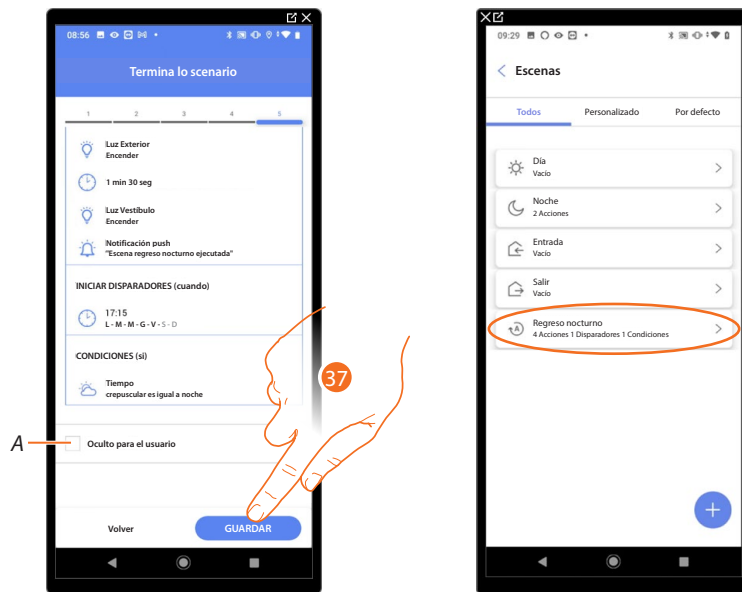 08:56
Termina lo scenario
1 2 3 4 5
Luz Exterior
Encender
1 min 30 seg
Luz Vestíbulo
Encender
Notificación push
"Escena regreso nocturno ejecutada"
INICIAR DISPARADORES (cuando)
17:15
L - M - M - G - V - S - D
CONDICIONES (si)
Tiempo
crepuscular es igual a noche
A
Oculto para el usuario
Volver
GUARDAR
37
09:29
< Escenas
Todos Personalizado Por defecto
Día
Vacío
Noche
2 Acciones
Entrada
Vacío
Salir
Vacío
A
Regreso nocturno
4 Acciones 1 Disparadores 1 Condiciones
+